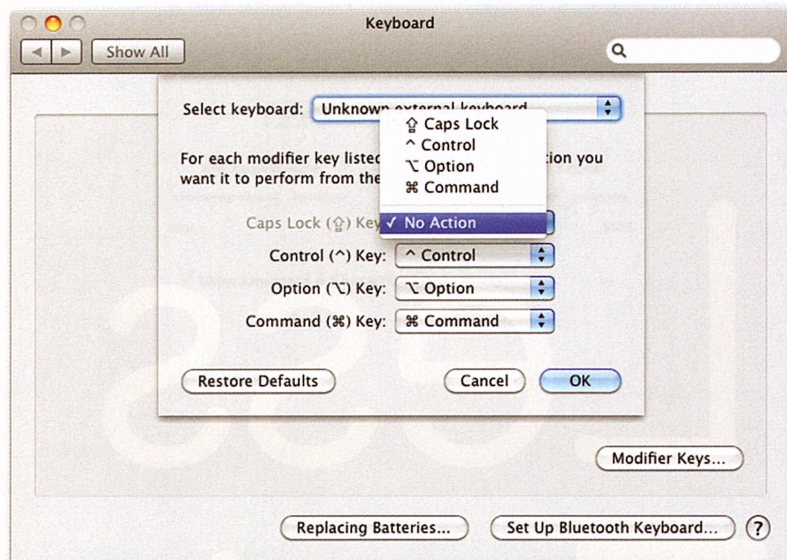 Keyboard
Show All
Select keyboard: Unknown external keyboard
⇪ Caps Lock
^ Control
⌥ Option
⌘ Command
For each modifier key listed ion you
want it to perform from the
Caps Lock (⇪) Key ✓ No Action
Control (^) Key: ^ Control
Option (⌥) Key: ⌥ Option
Command (⌘) Key: ⌘ Command
Restore Defaults Cancel OK
Modifier Keys...
Replacing Batteries... Set Up Bluetooth Keyboard... ?